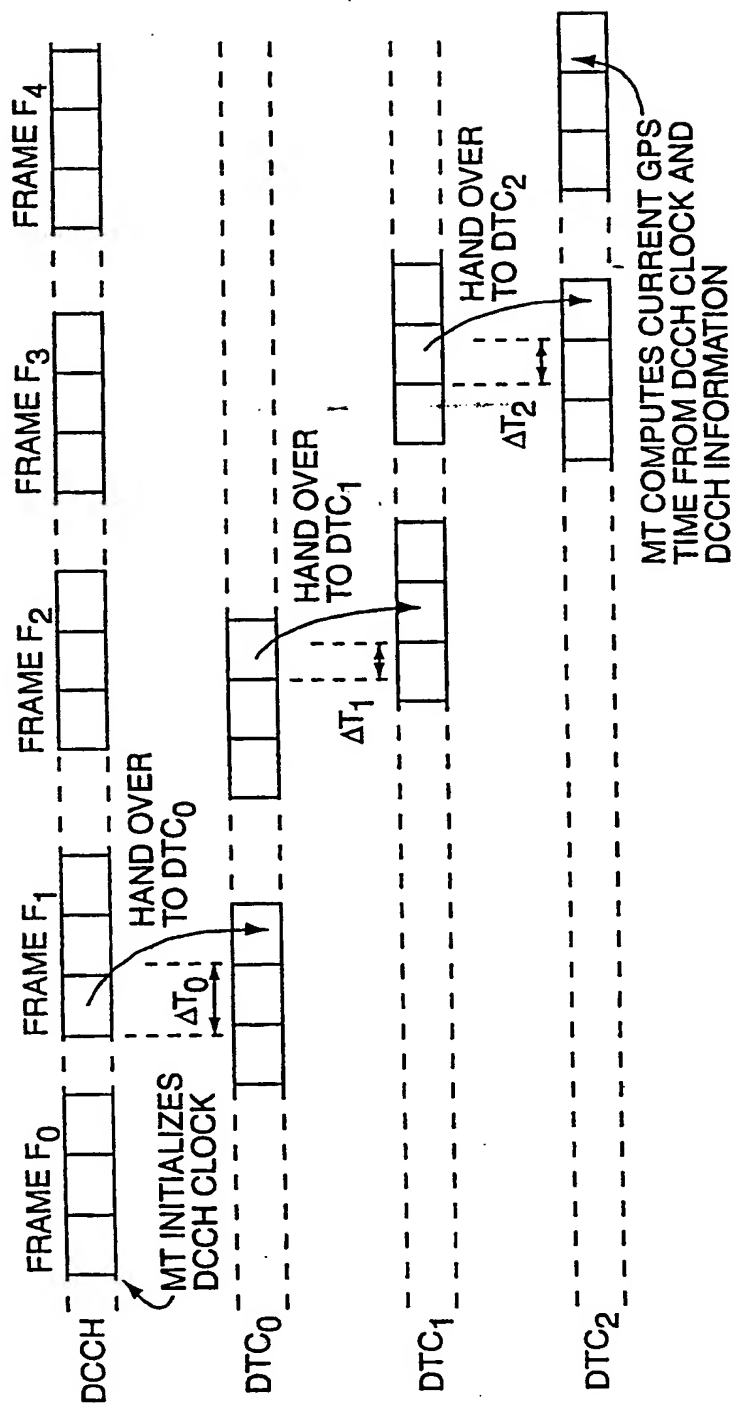 FRAME F0
FRAME F1
FRAME F2
FRAME F3
FRAME F4
DCCH
MT INITIALIZES
DCCH CLOCK
HAND OVER
TO DTC0
ΔT0
DTC0
HAND OVER
TO DTC1
ΔT1
DTC1
HAND OVER
TO DTC2
ΔT2
DTC2
MT COMPUTES CURRENT GPS
TIME FROM DCCH CLOCK AND
DCCH INFORMATION